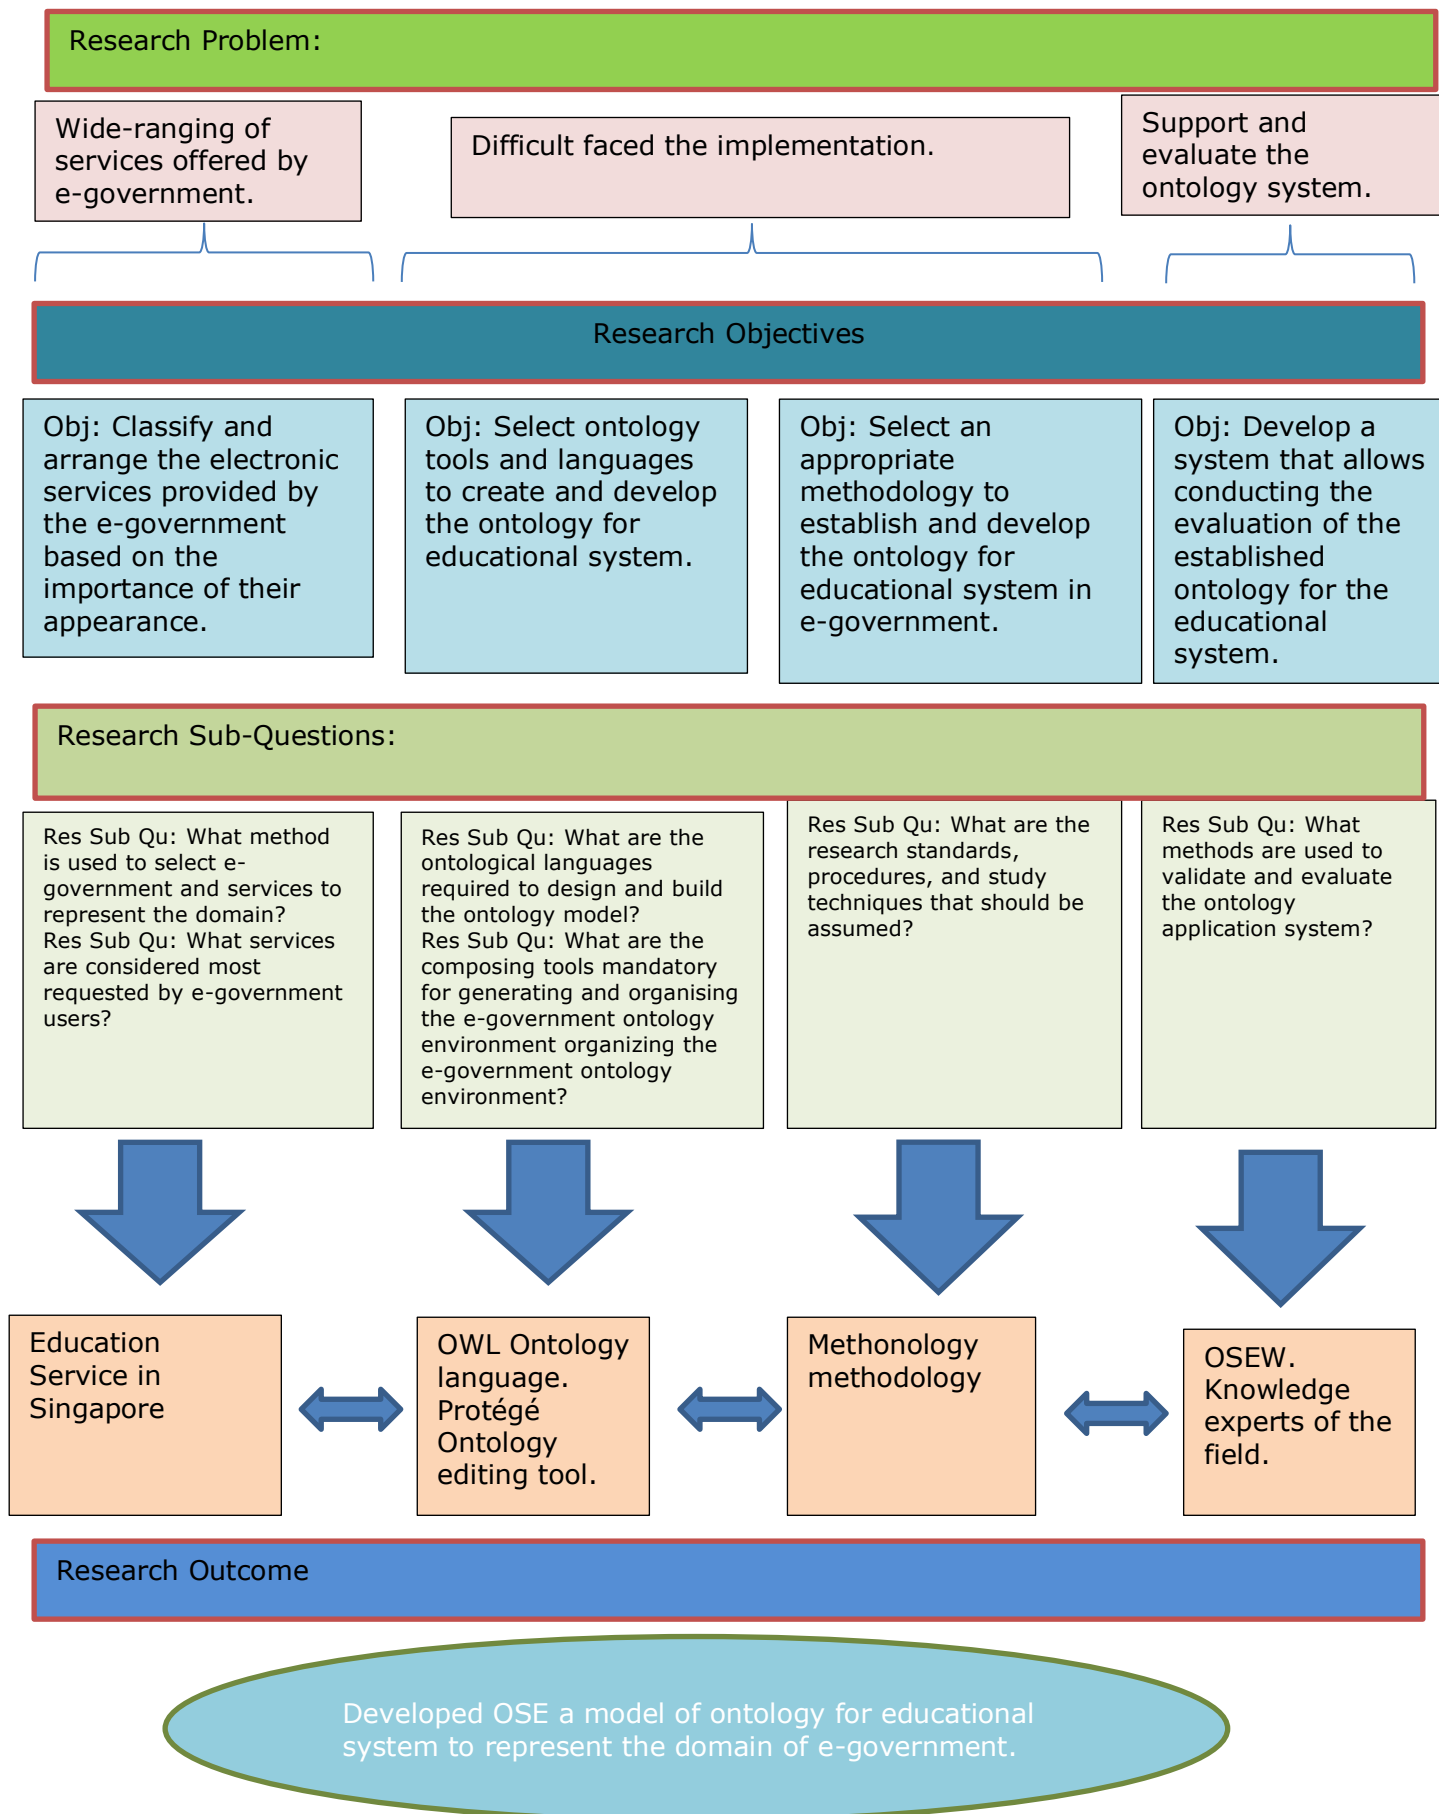 Research Problem:
Wide-ranging of
services offered by
e-government.
Difficult faced the implementation.
Support and
evaluate the
ontology system.
Research Objectives
Obj: Classify and
arrange the electronic
services provided by
the e-government
based on the
importance of their
appearance.
Obj: Select ontology
tools and languages
to create and develop
the ontology for
educational system.
Obj: Select an
appropriate
methodology to
establish and develop
the ontology for
educational system in
e-government.
Obj: Develop a
system that allows
conducting the
evaluation of the
established
ontology for the
educational
system.
Research Sub-Questions:
Res Sub Qu: What method
is used to select e-
government and services to
represent the domain?
Res Sub Qu: What services
are considered most
requested by e-government
users?
Res Sub Qu: What are the
ontological languages
required to design and build
the ontology model?
Res Sub Qu: What are the
composing tools mandatory
for generating and organising
the e-government ontology
environment organizing the
e-government ontology
environment?
Res Sub Qu: What are the
research standards,
procedures, and study
techniques that should be
assumed?
Res Sub Qu: What
methods are used to
validate and evaluate
the ontology
application system?
Education
Service in
Singapore
OWL Ontology
language.
Protégé
Ontology
editing tool.
Methonology
methodology
OSEW.
Knowledge
experts of the
field.
Research Outcome
Developed OSE a model of ontology for educational
system to represent the domain of e-government.